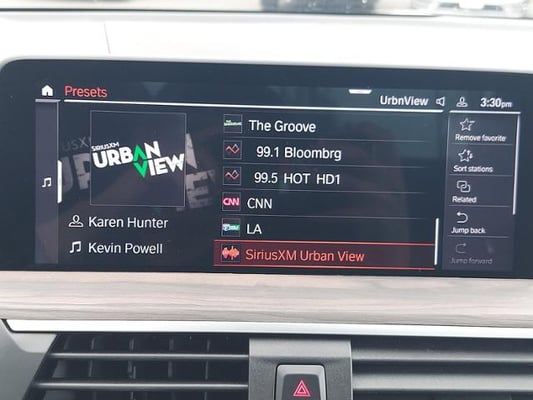 Presets
UrbnView
3:30pm
SIRIUSXM
URBAN
VIEW
Karen Hunter
Kevin Powell
The Groove
99.1 Bloombrg
99.5 HOT HD1
CNN CNN
LA
SiriusXM Urban View
Remove favorite
Sort stations
Related
Jump back
Jump forward